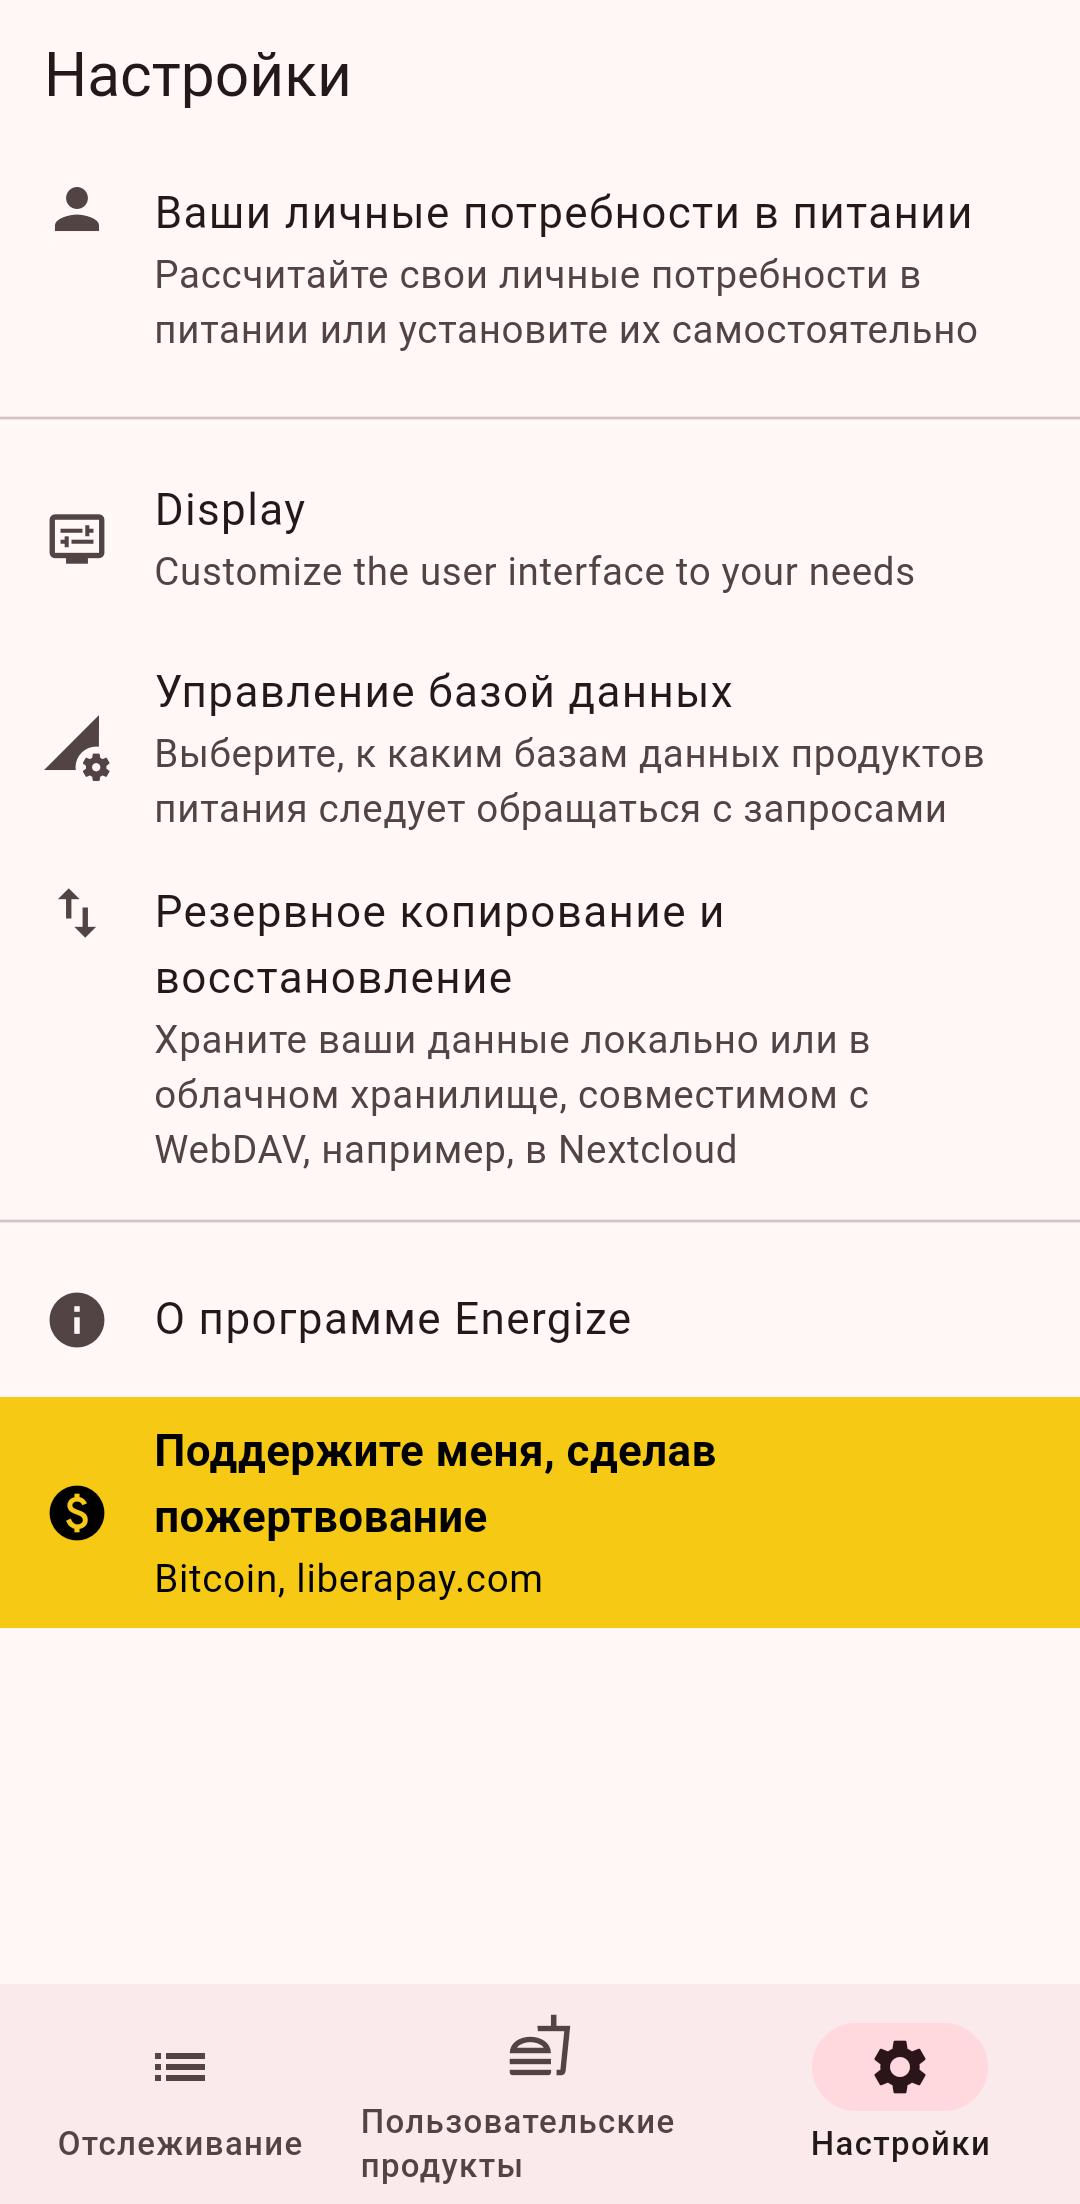 Настройки
Ваши личные потребности в питании
Рассчитайте свои личные потребности в
питании или установите их самостоятельно
Display
Customize the user interface to your needs
Управление базой данных
Выберите, к каким базам данных продуктов
питания следует обращаться с запросами
Резервное копирование и
восстановление
Храните ваши данные локально или в
облачном хранилище, совместимом с
WebDAV, например, в Nextcloud
О программе Energize
Поддержите меня, сделав
пожертвование
Bitcoin, liberapay.com
Отслеживание
Пользовательские
продукты
Настройки